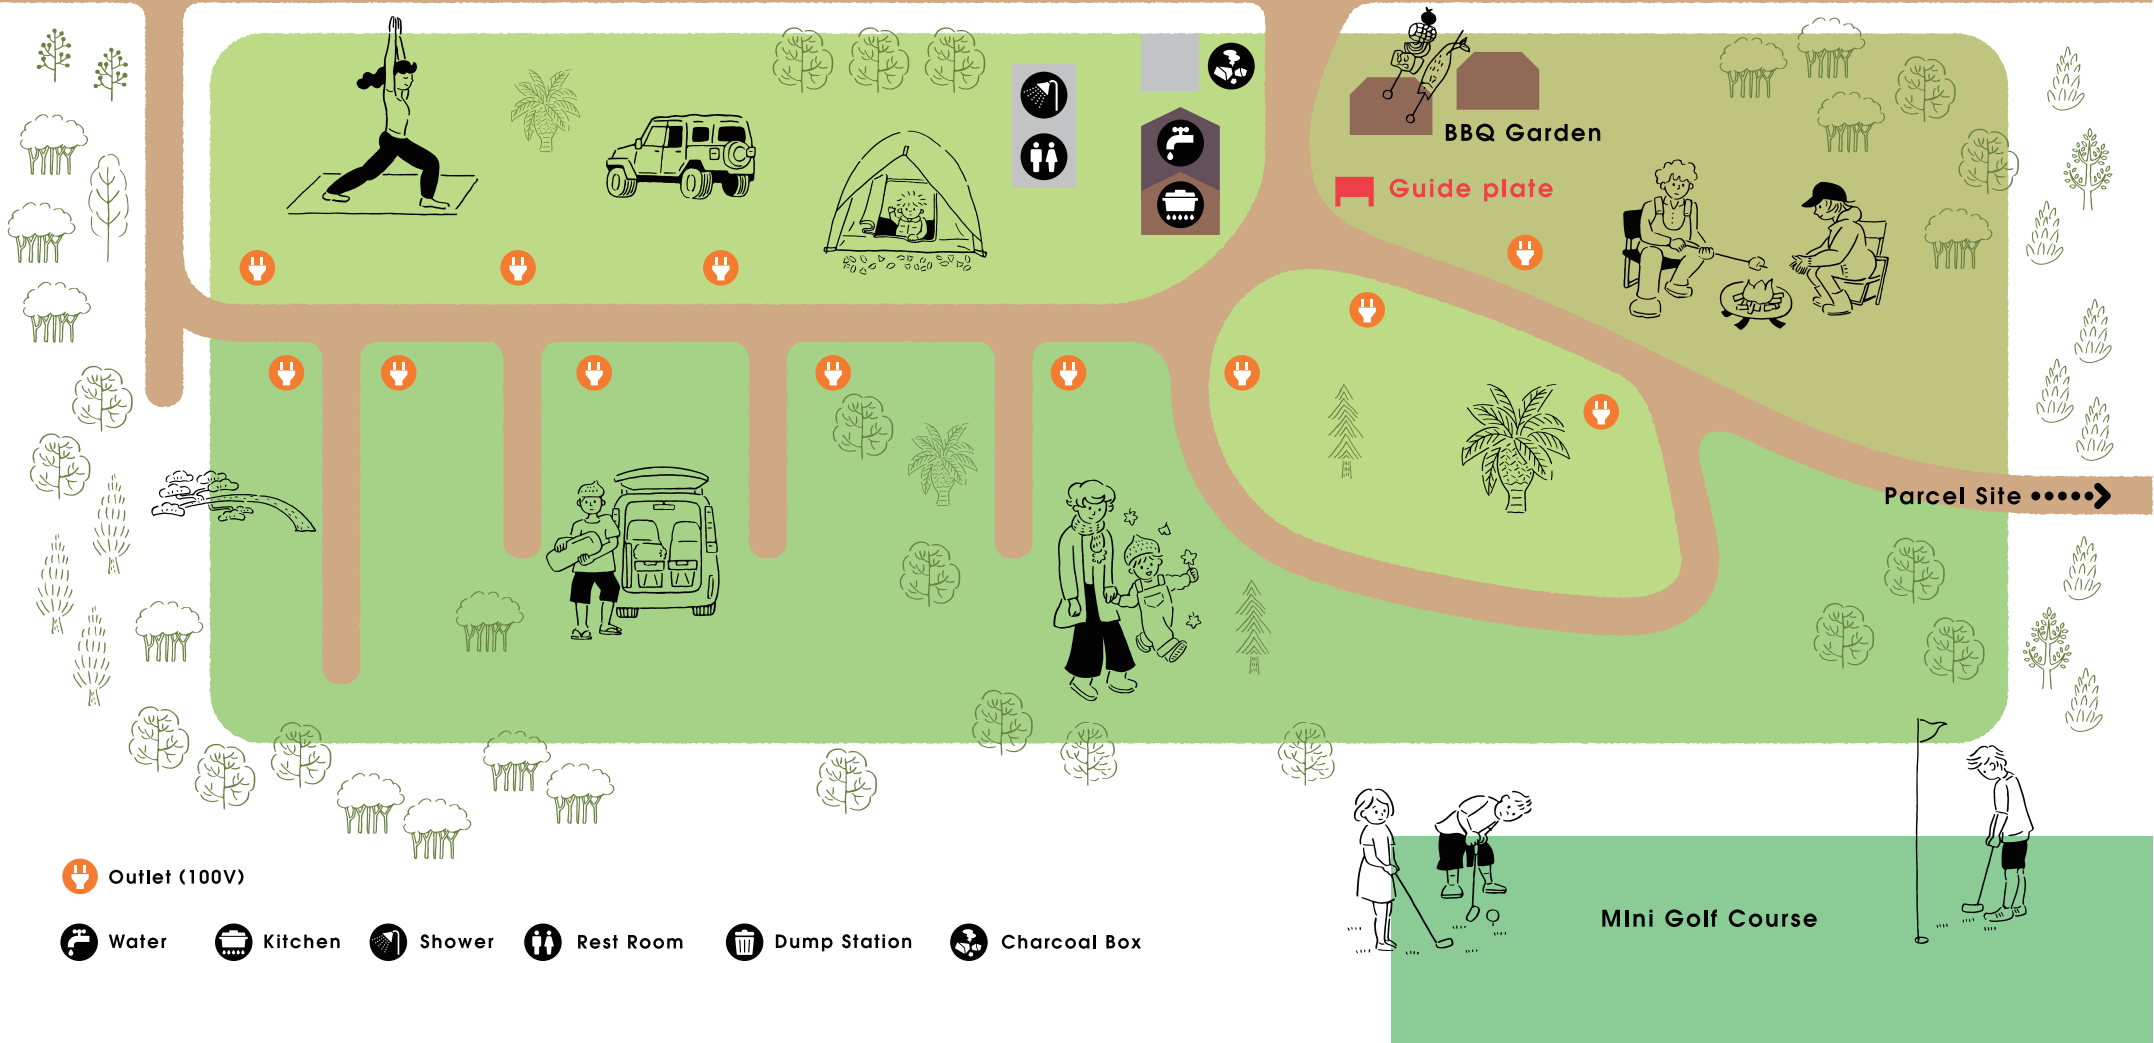 BBQ Garden
Guide plate
Parcel Site
Outlet (100V)
Water
Kitchen
Shower
Rest Room
Dump Station
Charcoal Box
MIni Golf Course